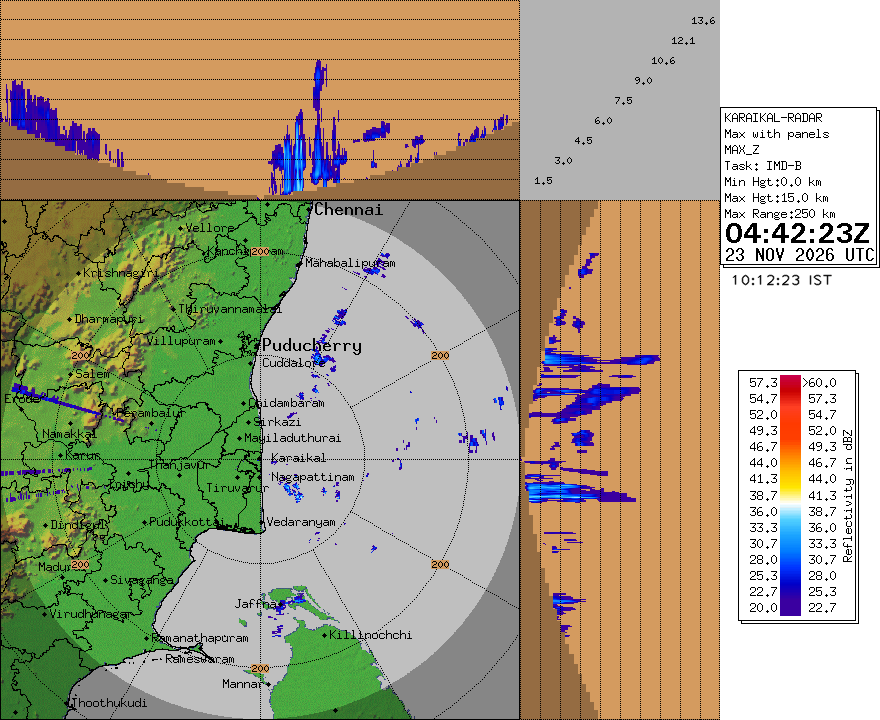 13.6
12.1
10.6
9.0
7.5
6.0
4.5
3.0
1.5
KARAIKAL-RADAR
Max with panels
MAX_Z
Task: IMD-B
Min Hgt:0.0 km
Max Hgt:15.0 km
Max Range:250 km
04:42:23Z
23 NOV 2026 UTC
10:12:23 IST
Chennai
Vellore
200
Mahabalipuram
Krishnagiri
Thiruvannamalai
Dharmapuri
Villupuram
Puducherry
200
200
Cuddalor
Salem
Erode
Chidambaram
Perambalur
Sirkazi
Namakkal
Mayiladuthurai
Karur
Karaikal
Thanjavur
Nagapattinam
Tiruvarur
Dindigul
Pudukkottai
Vedaranyam
200
200
Madurai
Sivaganga
Jaffna
Virudhunagar
Ramanathapuram
Killinochchi
Rameswaram
200
Mannar
Thoothukudi
57.3 >60.0
54.7 57.3
52.0 54.7
49.3 52.0
46.7 49.3
44.0 46.7
41.3 44.0
38.7 41.3
36.0 38.7
33.3 36.0
30.7 33.3
28.0 30.7
25.3 28.0
22.7 25.3
20.0 22.7
Reflectivity in dBZ